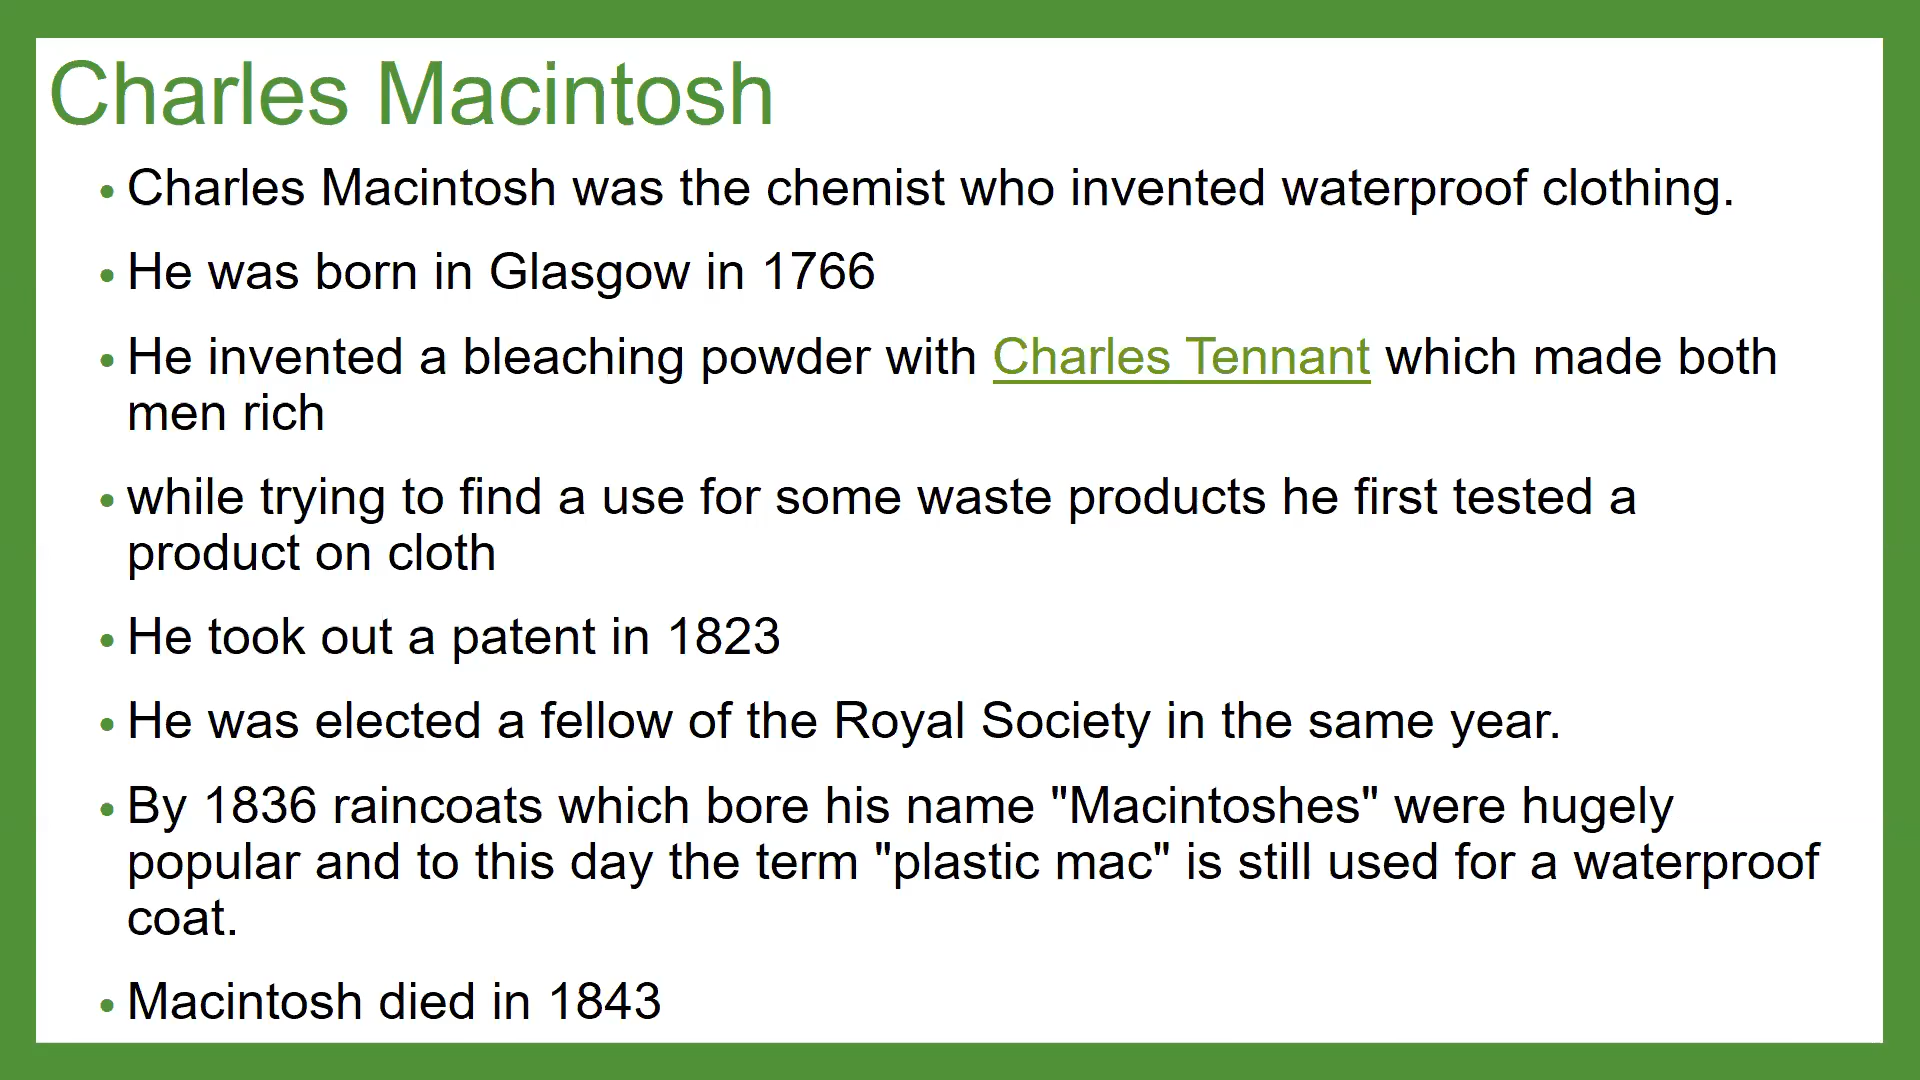 Charles Macintosh
• Charles Macintosh was the chemist who invented waterproof clothing.
• He was born in Glasgow in 1766
• He invented a bleaching powder with Charles Tennant which made both
men rich
• while trying to find a use for some waste products he first tested a
product on cloth
• He took out a patent in 1823
• He was elected a fellow of the Royal Society in the same year.
• By 1836 raincoats which bore his name "Macintoshes" were hugely
popular and to this day the term "plastic mac" is still used for a waterproof
coat.
• Macintosh died in 1843